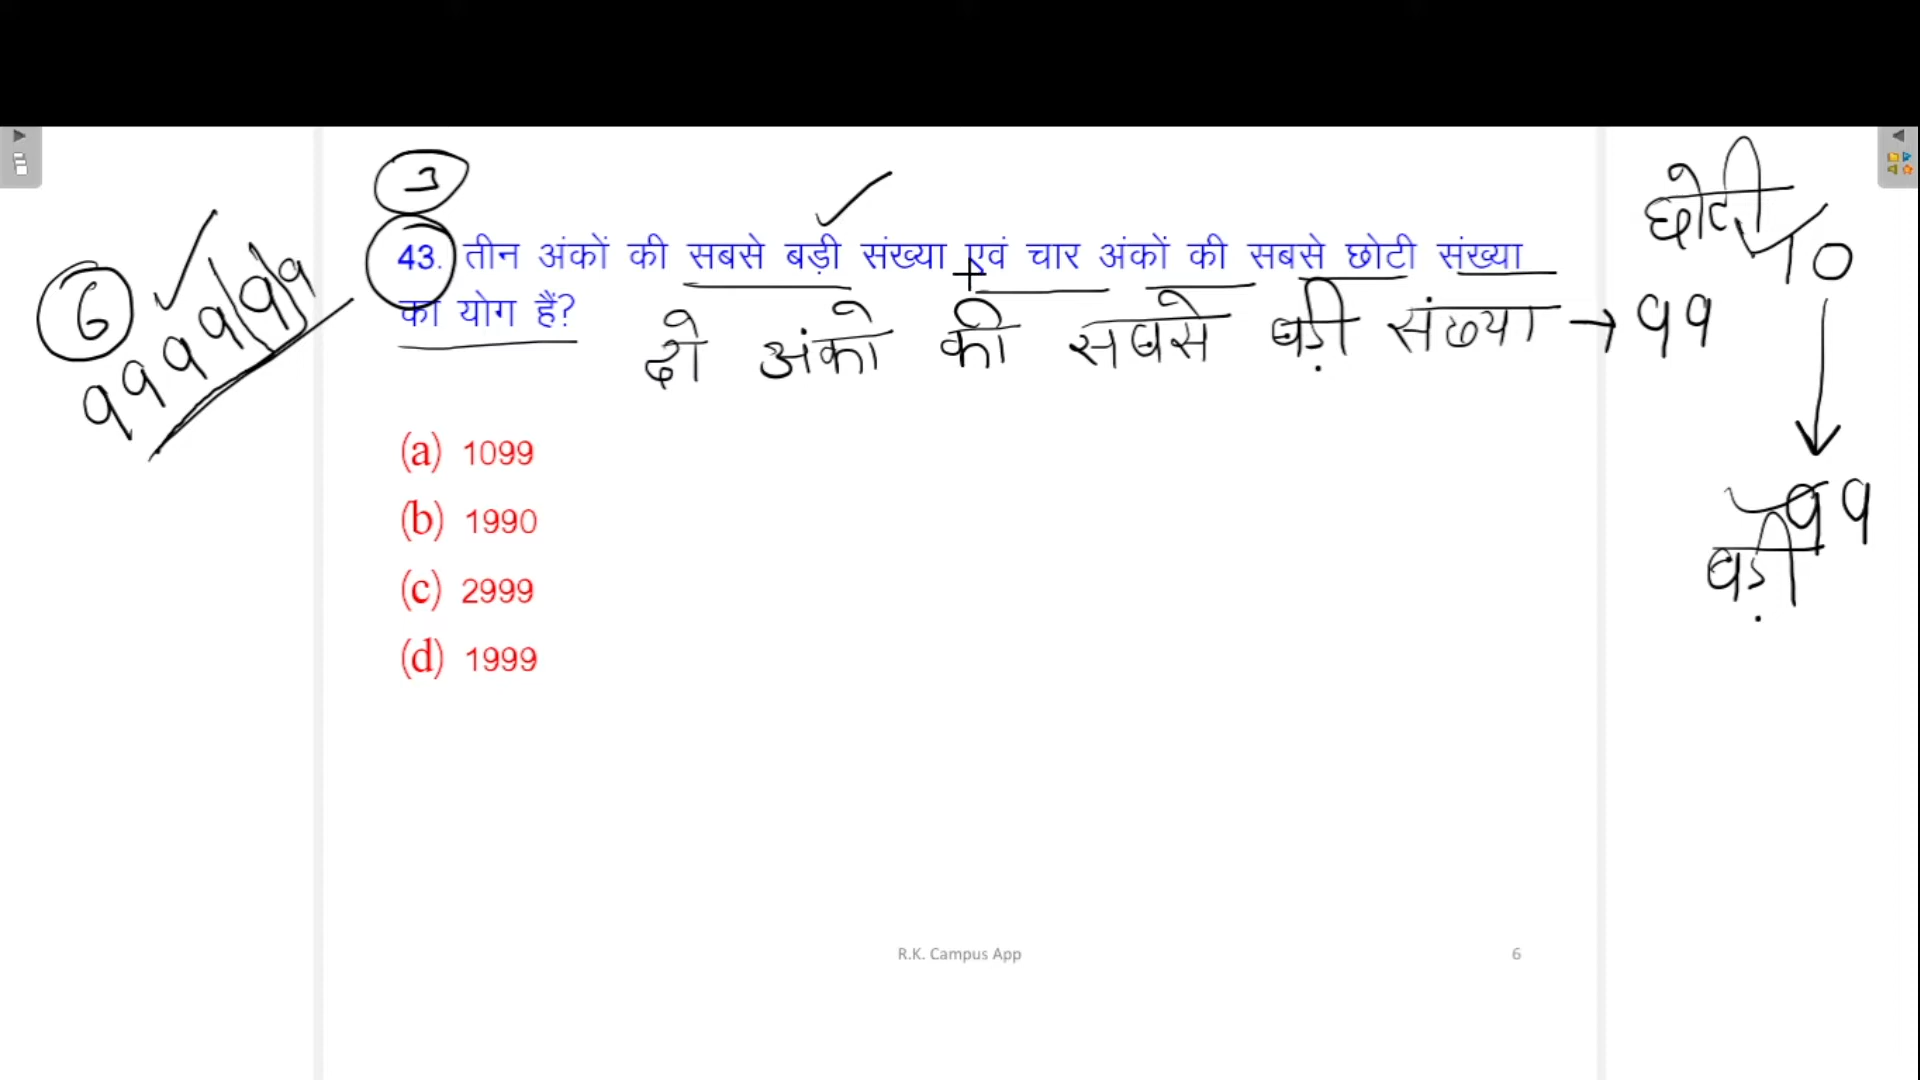 3
43. तीन अंकों की सबसे बड़ी संख्या एवं चार अंकों की सबसे छोटी संख्या
का योग हैं?
6
999999
दो अंको की सबसे बड़ी संख्या → 99
छोटी
10
99
बड़ी
(a) 1099
(b) 1990
(c) 2999
(d) 1999
R.K. Campus App
6